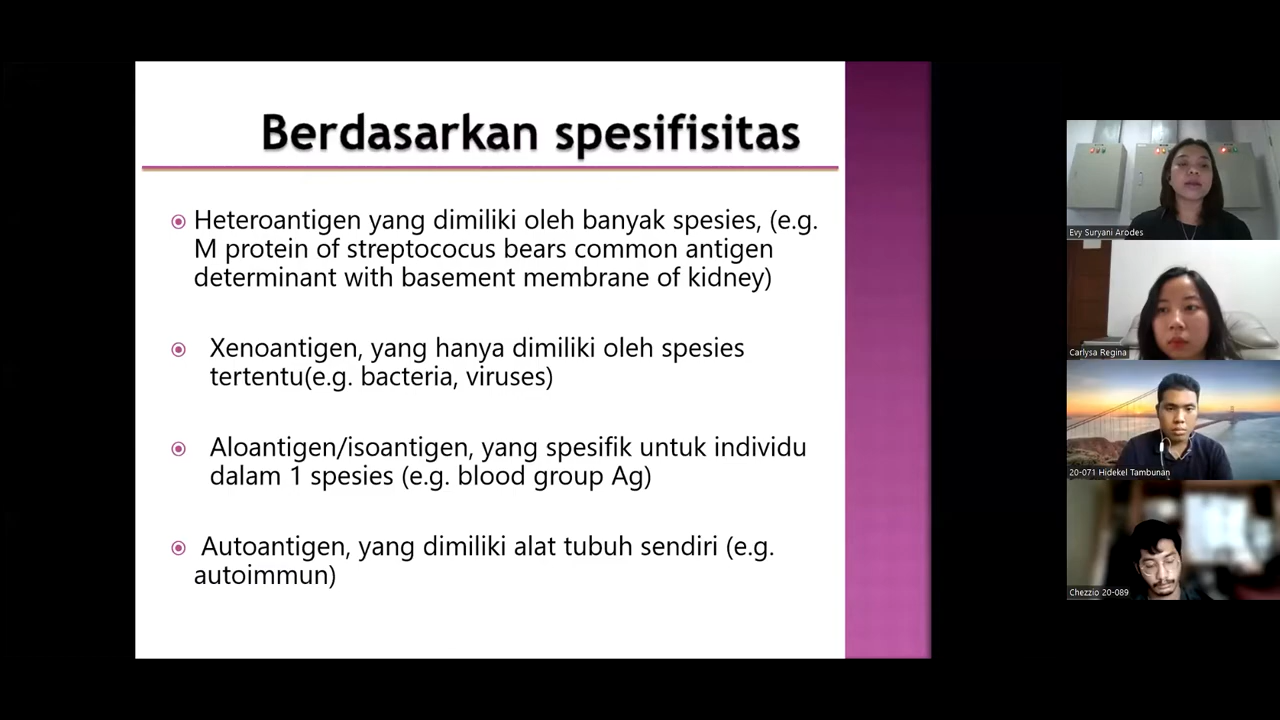 Berdasarkan spesifisitas
Heteroantigen yang dimiliki oleh banyak spesies, (e.g.
M protein of streptococus bears common antigen
determinant with basement membrane of kidney)
Xenoantigen, yang hanya dimiliki oleh spesies
tertentu(e.g. bacteria, viruses)
Aloantigen/isoantigen, yang spesifik untuk individu
dalam 1 spesies (e.g. blood group Ag)
Autoantigen, yang dimiliki alat tubuh sendiri (e.g.
autoimmun)
Evy Suryani Arodes
Carlysa Regina
20-071 Hidekel Tambunan
Chezzio 20-089